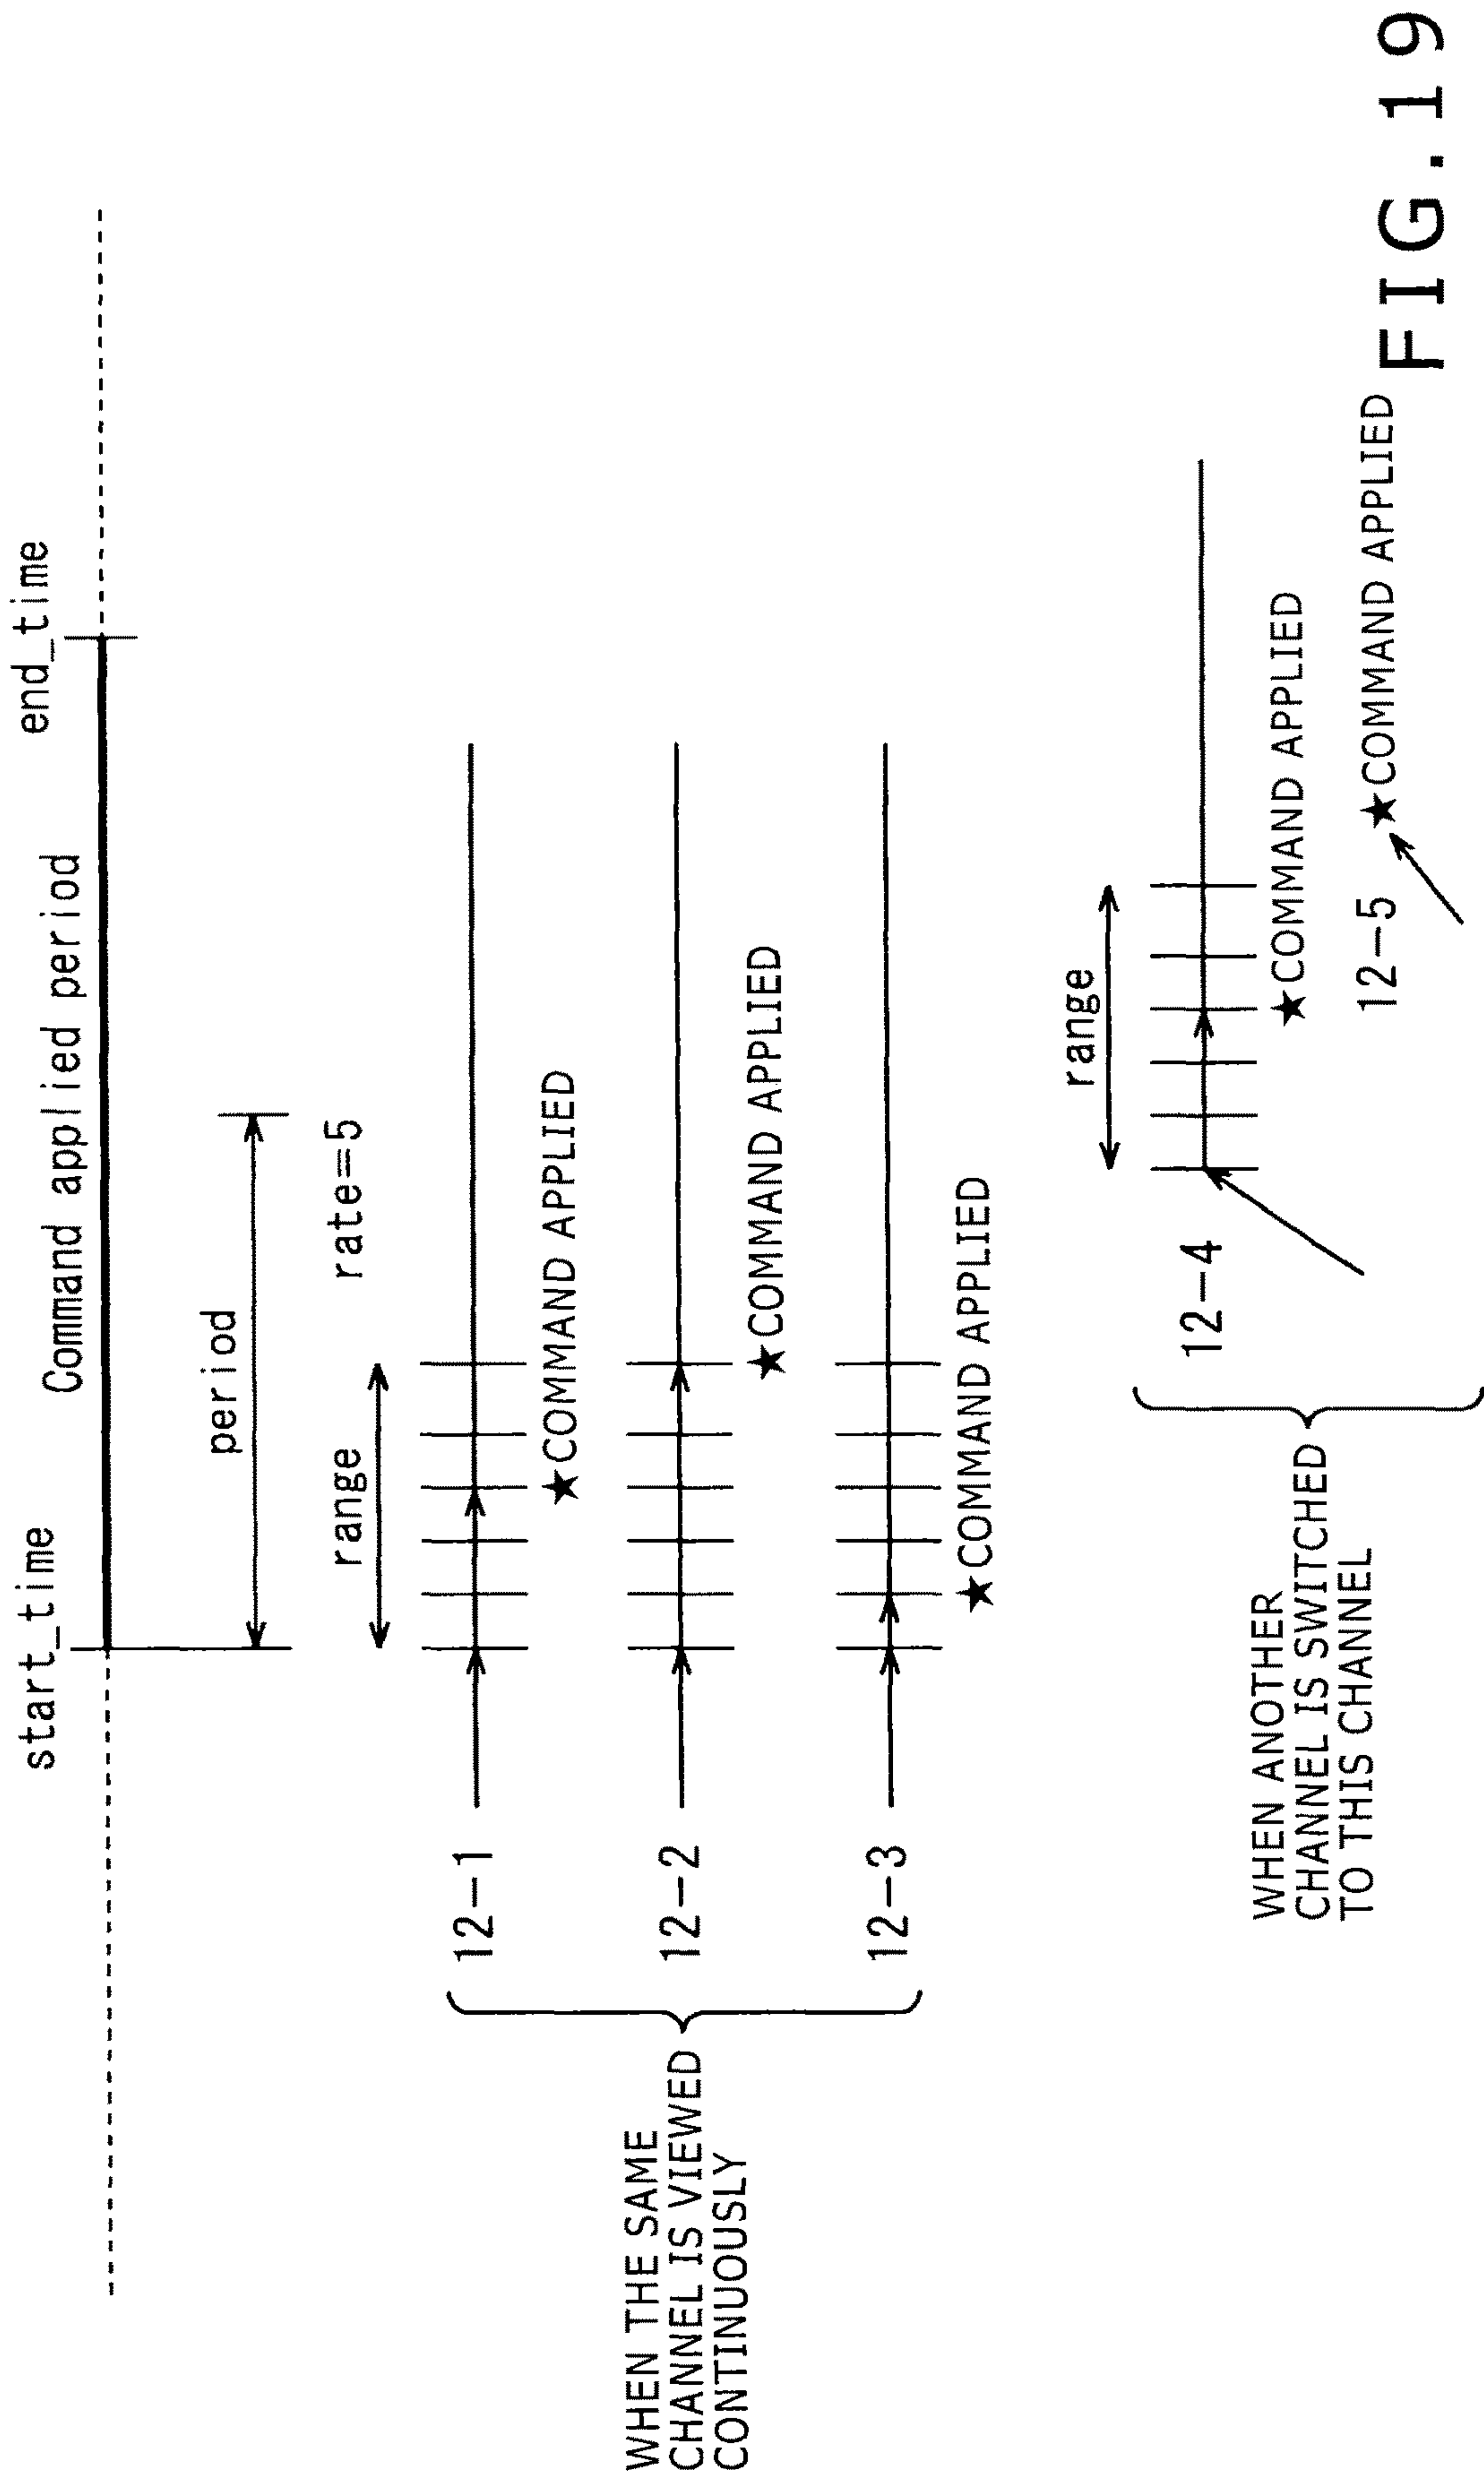 start_time
Command applied period
end_time
period
range
rate=5
WHEN THE SAME
CHANNEL IS VIEWED
CONTINUOUSLY
12-1
★COMMAND APPLIED
12-2
★COMMAND APPLIED
12-3
★COMMAND APPLIED
range
WHEN ANOTHER
CHANNEL IS SWITCHED
TO THIS CHANNEL
12-4
★COMMAND APPLIED
12-5
★COMMAND APPLIED
FIG.19